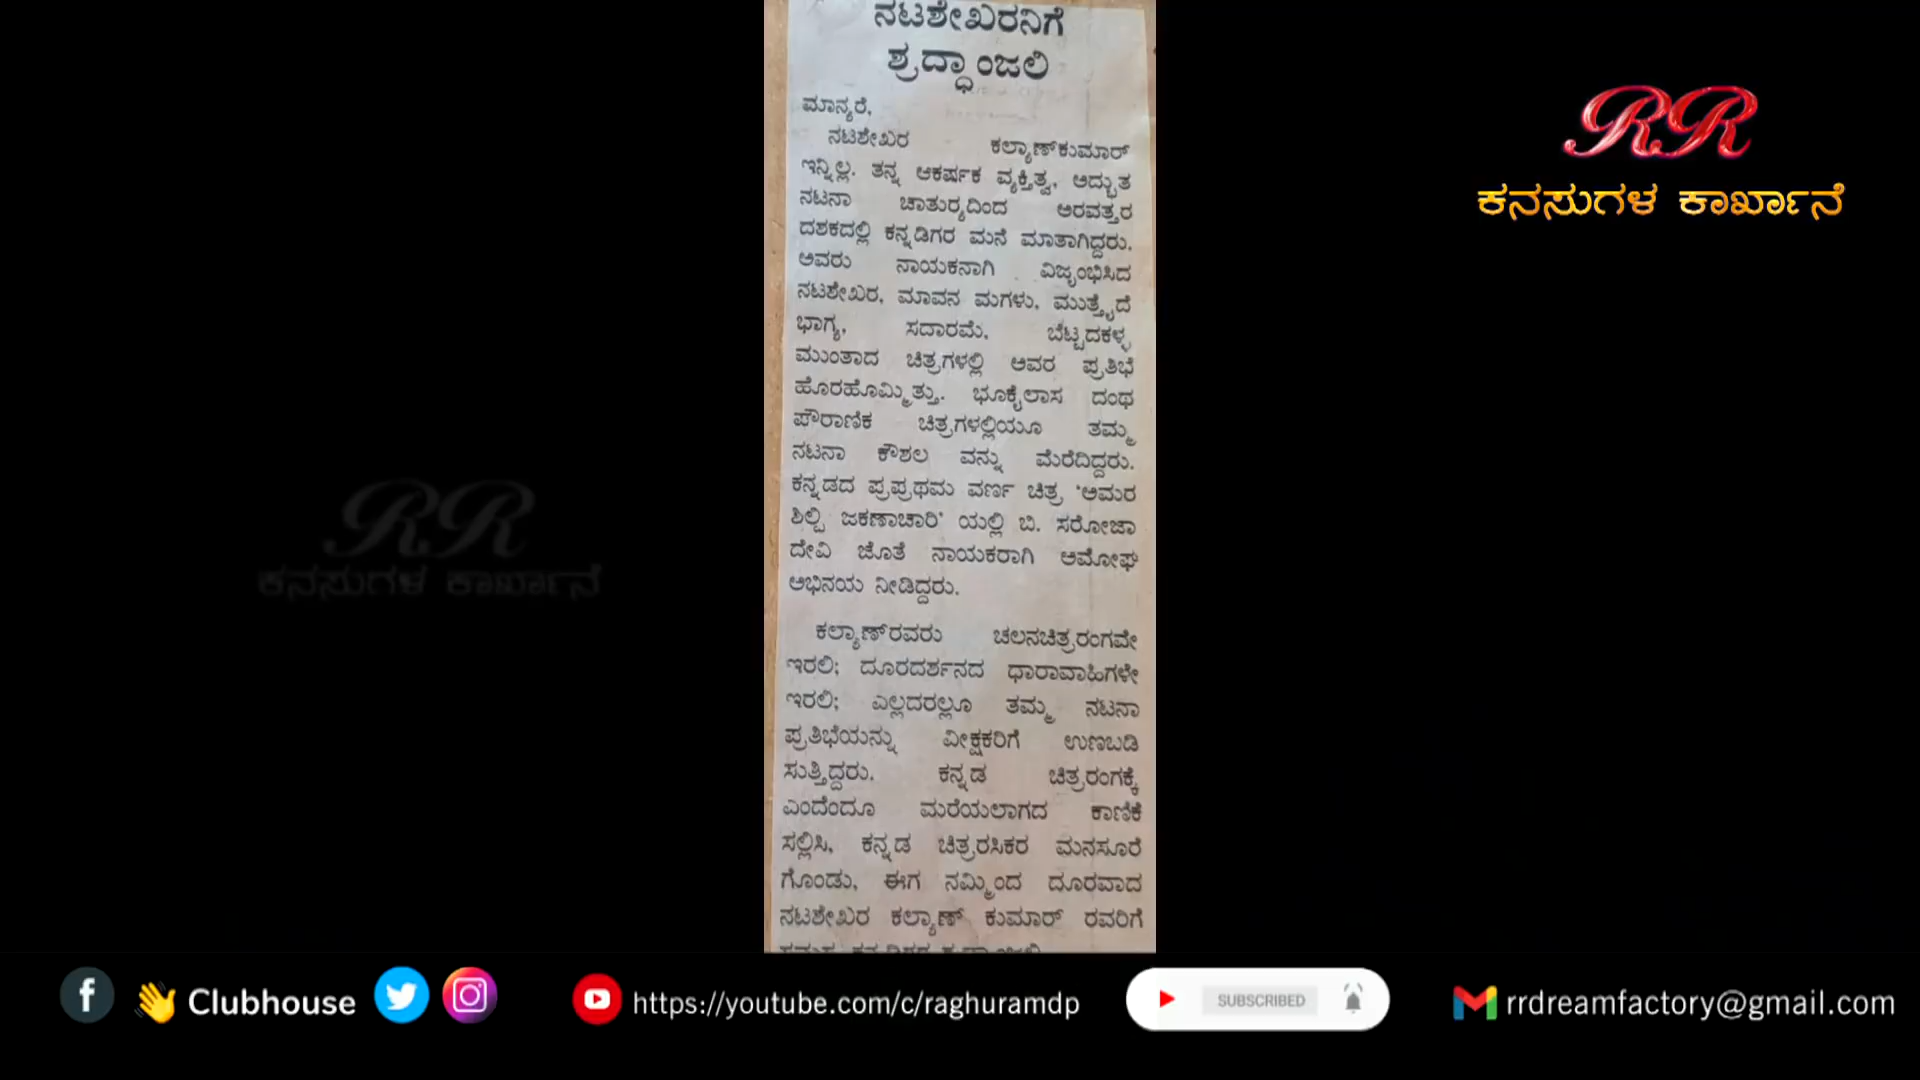 ನಟಶೇಖರನಿಗೆ
ಶ್ರದ್ಧಾಂಜಲಿ
ಮಾನ್ಯರೆ,
ನಟಶೇಖರ ಕಲ್ಯಾಣ್‌ಕುಮಾರ್
ಇನ್ನಿಲ್ಲ. ತನ್ನ ಆಕರ್ಷಕ ವ್ಯಕ್ತಿತ್ವ, ಅದ್ಭುತ
ನಟನಾ ಚಾತುರ್‍ಯದಿಂದ ಅರವತ್ತರ
ದಶಕದಲ್ಲಿ ಕನ್ನಡಿಗರ ಮನೆ ಮಾತಾಗಿದ್ದರು.
ಅವರು ನಾಯಕನಾಗಿ ವಿಜೃಂಭಿಸಿದ
ನಟಶೇಖರ, ಮಾವನ ಮಗಳು, ಮುತ್ತೈದೆ
ಭಾಗ್ಯ, ಸದಾರಮೆ, ಬೆಟ್ಟದಕಳ್ಳ
ಮುಂತಾದ ಚಿತ್ರಗಳಲ್ಲಿ ಅವರ ಪ್ರತಿಭೆ
ಹೊರಹೊಮ್ಮಿತ್ತು. ಭೂಕೈಲಾಸ ದಂಥ
ಪೌರಾಣಿಕ ಚಿತ್ರಗಳಲ್ಲಿಯೂ ತಮ್ಮ
ನಟನಾ ಕೌಶಲ ವನ್ನು ಮೆರೆದಿದ್ದರು.
ಕನ್ನಡದ ಪ್ರಪ್ರಥಮ ವರ್ಣ ಚಿತ್ರ 'ಅಮರ
ಶಿಲ್ಪಿ ಜಕಣಾಚಾರಿ' ಯಲ್ಲಿ ಬಿ. ಸರೋಜಾ
ದೇವಿ ಜೊತೆ ನಾಯಕರಾಗಿ ಅಮೋಘ
ಅಭಿನಯ ನೀಡಿದ್ದರು.
ಕಲ್ಯಾಣ್‌ರವರು ಚಲನಚಿತ್ರರಂಗವೇ
ಇರಲಿ; ದೂರದರ್ಶನದ ಧಾರಾವಾಹಿಗಳೇ
ಇರಲಿ; ಎಲ್ಲದರಲ್ಲೂ ತಮ್ಮ ನಟನಾ
ಪ್ರತಿಭೆಯನ್ನು ವೀಕ್ಷಕರಿಗೆ ಉಣಬಡಿ
ಸುತ್ತಿದ್ದರು. ಕನ್ನಡ ಚಿತ್ರರಂಗಕ್ಕೆ
ಎಂದೆಂದೂ ಮರೆಯಲಾಗದ ಕಾಣಿಕೆ
ಸಲ್ಲಿಸಿ, ಕನ್ನಡ ಚಿತ್ರರಸಿಕರ ಮನಸೂರೆ
ಗೊಂಡು, ಈಗ ನಮ್ಮಿಂದ ದೂರವಾದ
ನಟಶೇಖರ ಕಲ್ಯಾಣ್ ಕುಮಾರ್ ರವರಿಗೆ
RR
ಕನಸುಗಳ ಕಾರ್ಖಾನೆ
RR
ಕನಸುಗಳ ಕಾರ್ಖಾನೆ
Clubhouse https://youtube.com/c/raghuramdp SUBSCRIBED rrdreamfactory@gmail.com